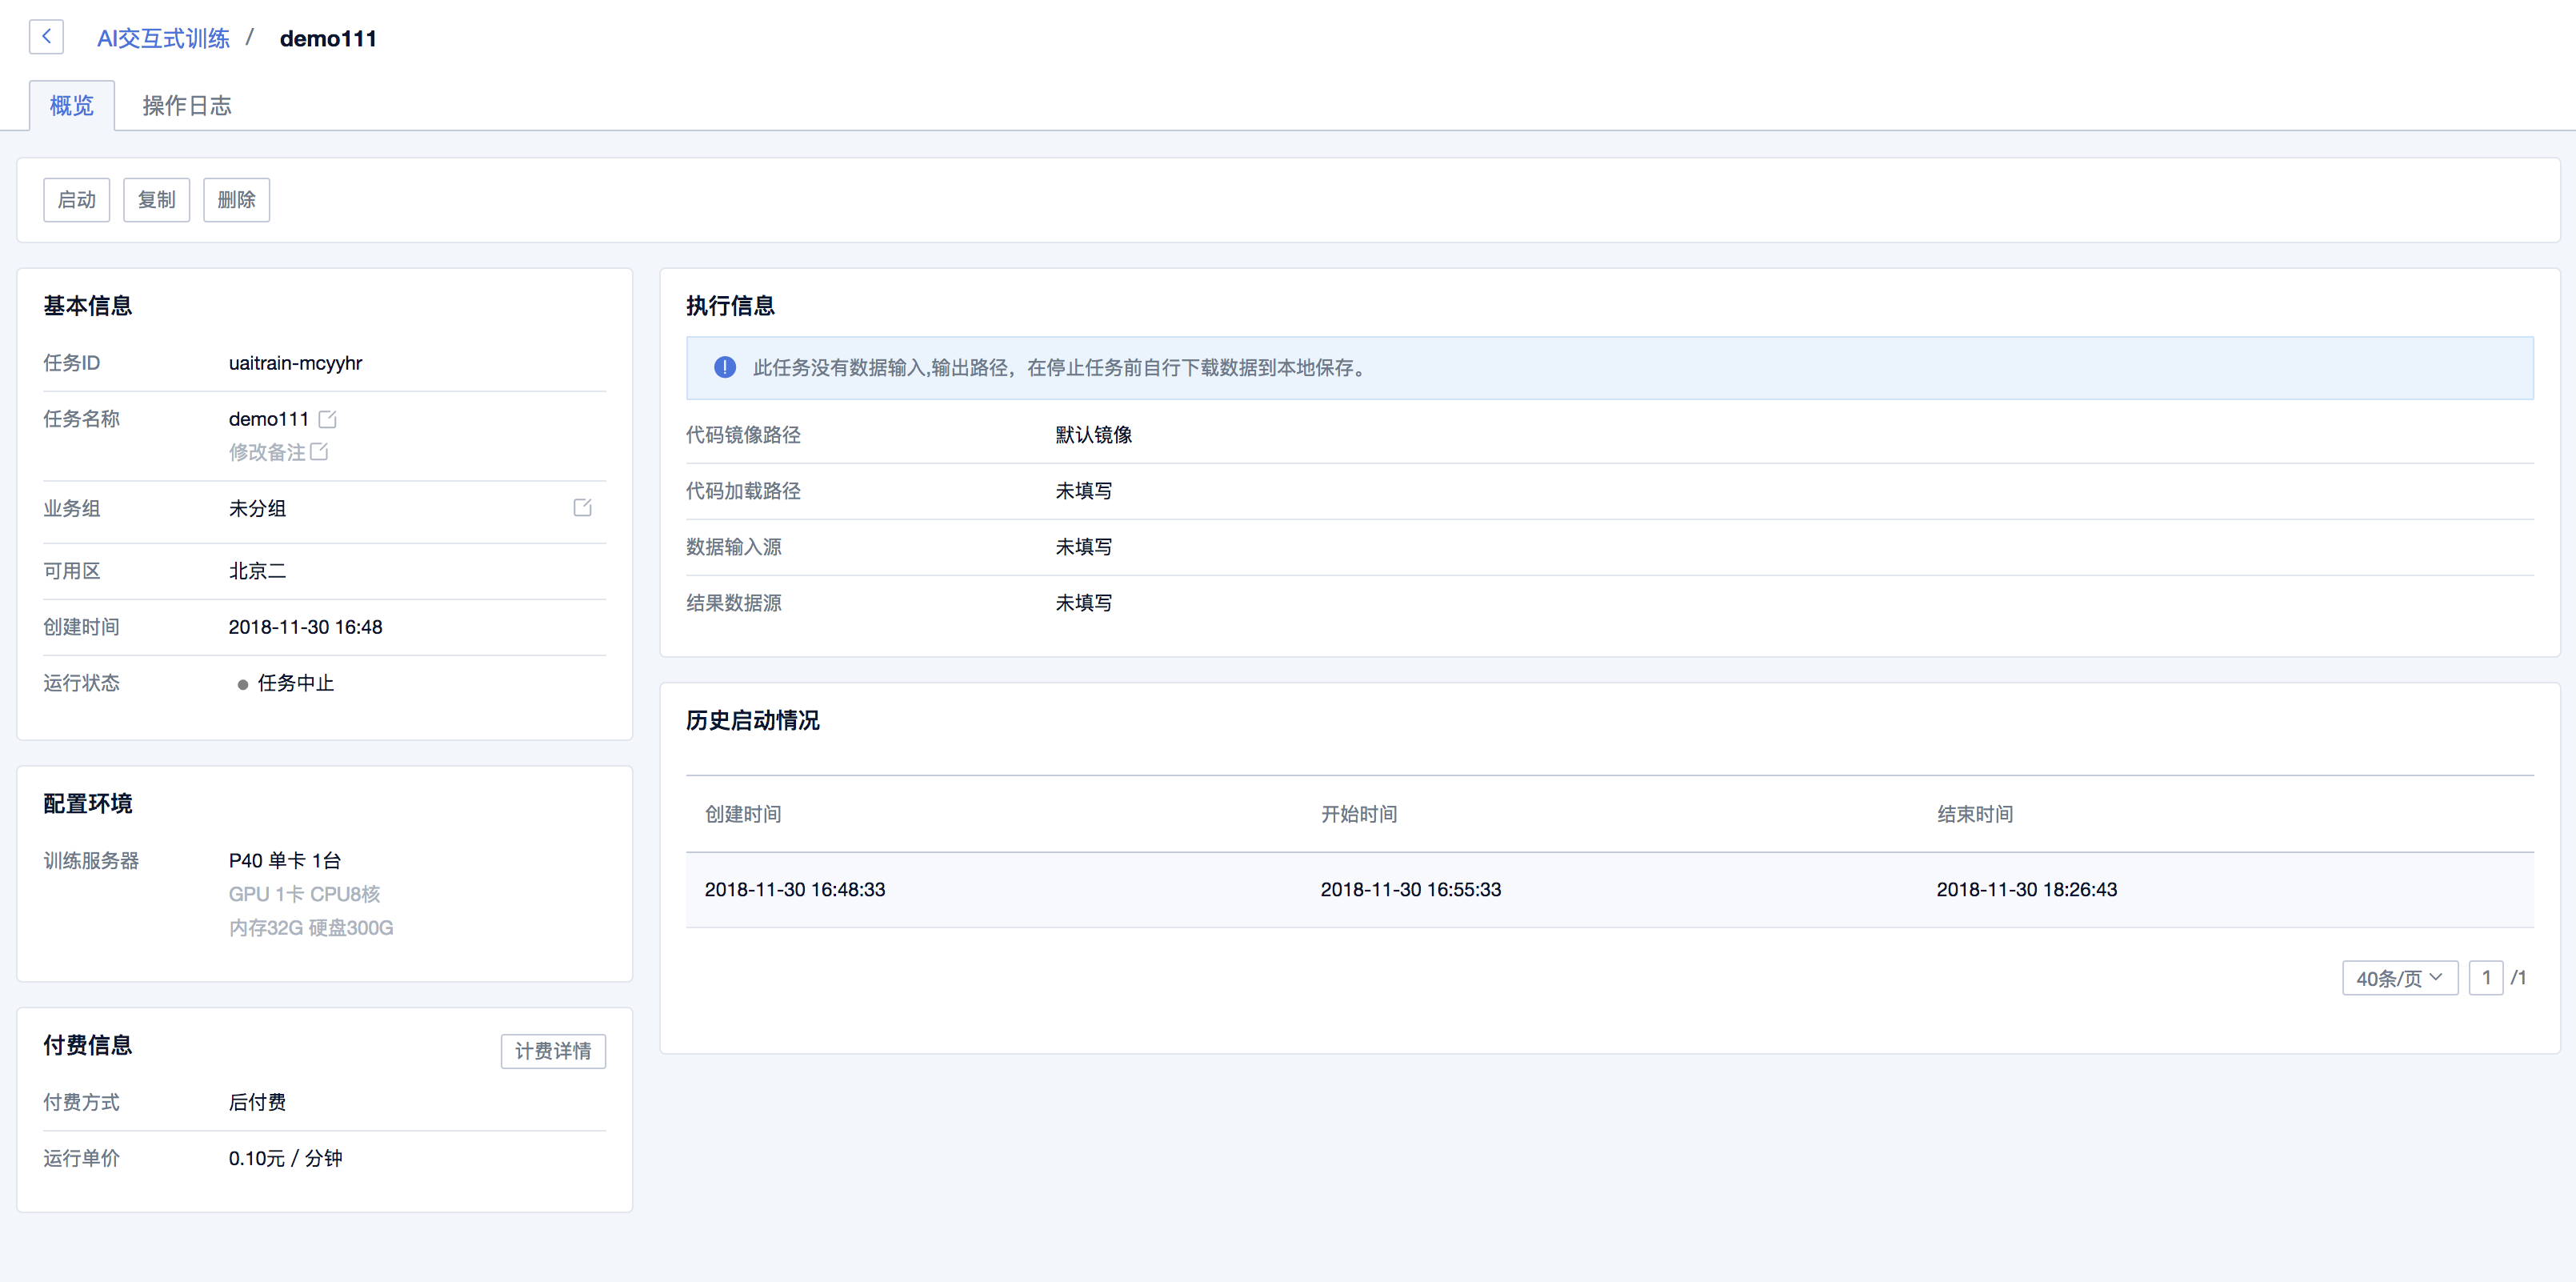 AI交互式训练 / demo111
概览 操作日志
启动 复制 删除
基本信息
任务ID uaitrain-mcyyhr
任务名称 demo111
修改备注
业务组 未分组
可用区 北京二
创建时间 2018-11-30 16:48
运行状态 任务中止
配置环境
训练服务器 P40 单卡 1台
GPU 1卡 CPU8核
内存32G 硬盘300G
付费信息 计费详情
付费方式 后付费
运行单价 0.10元 / 分钟
执行信息
此任务没有数据输入,输出路径，在停止任务前自行下载数据到本地保存。
代码镜像路径 默认镜像
代码加载路径 未填写
数据输入源 未填写
结果数据源 未填写
历史启动情况
创建时间 开始时间 结束时间
2018-11-30 16:48:33 2018-11-30 16:55:33 2018-11-30 18:26:43
40条/页 1 /1